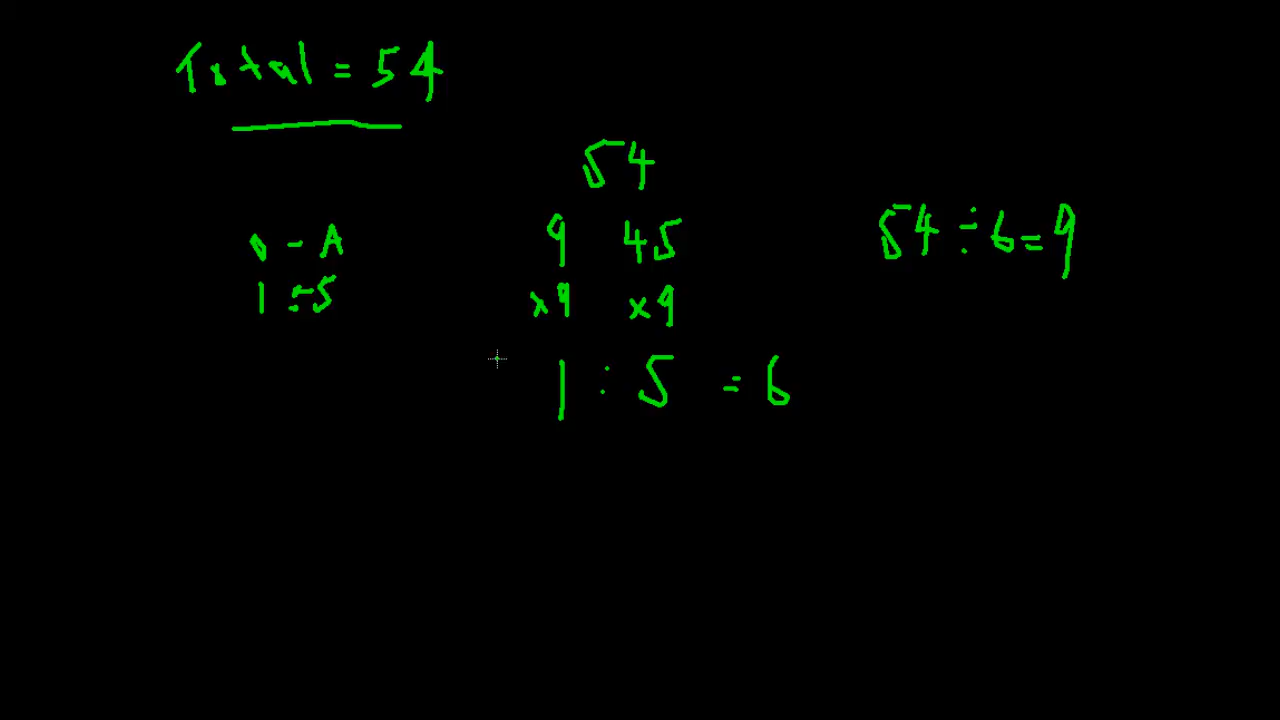 Total = 54
54
9 45
54 ÷ 6 = 9
0 - A
1 : 5
x9 x9
1 : 5 = 6